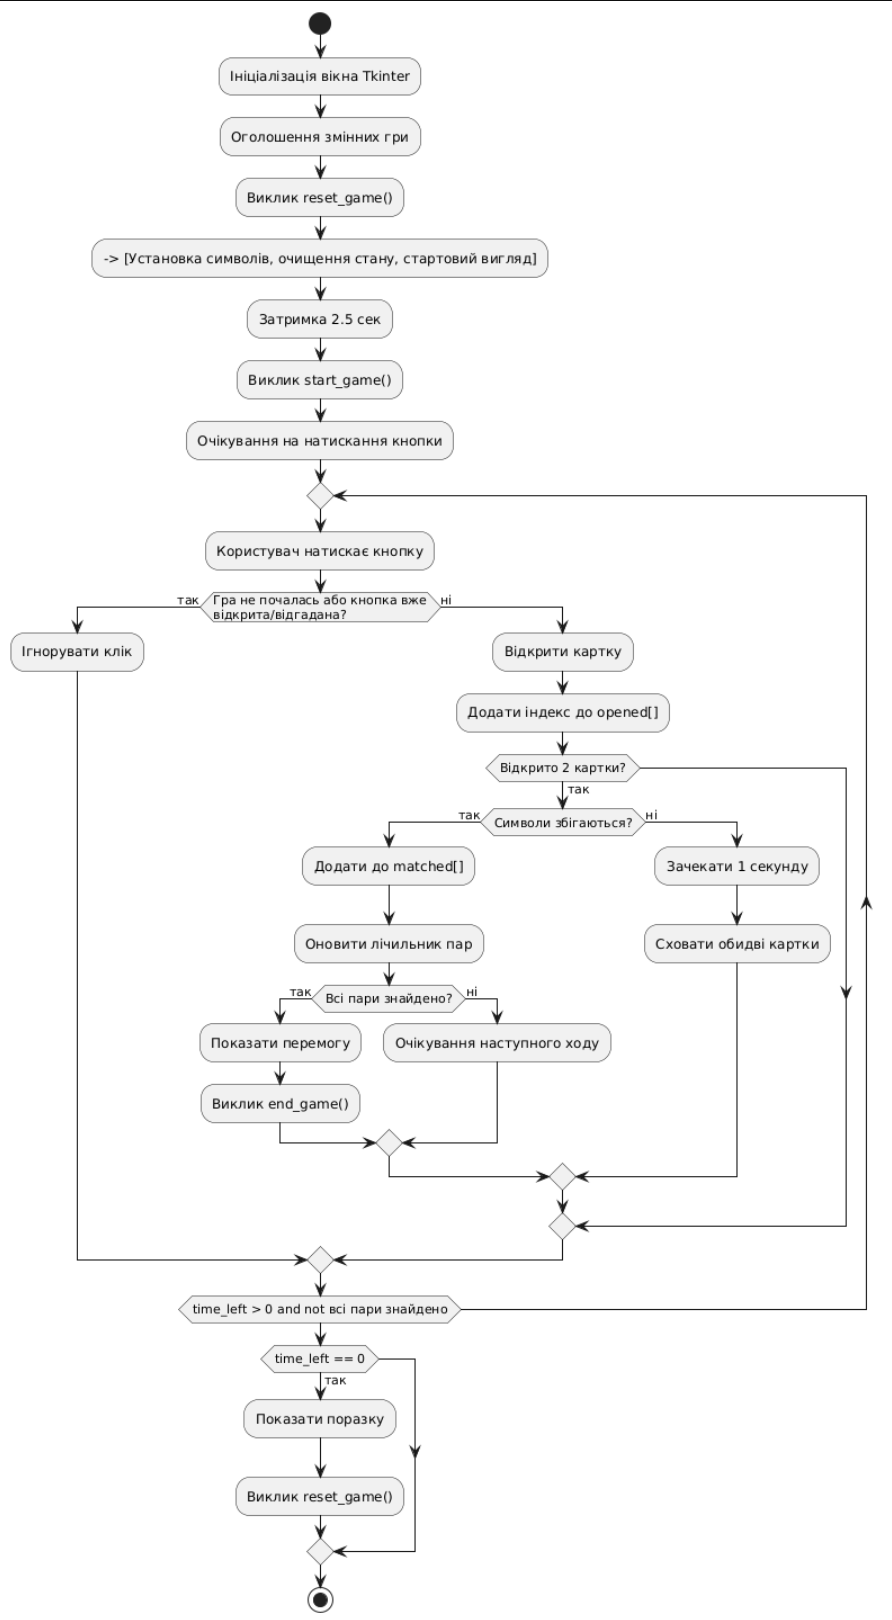 Ініціалізація вікна Tkinter
Оголошення змінних гри
Виклик reset_game()
-> [Установка символів, очищення стану, стартовий вигляд]
Затримка 2.5 сек
Виклик start_game()
Очікування на натискання кнопки
Користувач натискає кнопку
так
Гра не почалась або кнопка вже
відкрита/відгадана?
ні
Ігнорувати клік
Відкрити картку
Додати індекс до opened[]
Відкрито 2 картки?
так
так
Символи збігаються?
ні
Додати до matched[]
Зачекати 1 секунду
Оновити лічильник пар
Сховати обидві картки
так
Всі пари знайдено?
ні
Показати перемогу
Очікування наступного ходу
Виклик end_game()
time_left > 0 and not всі пари знайдено
time_left == 0
так
Показати поразку
Виклик reset_game()